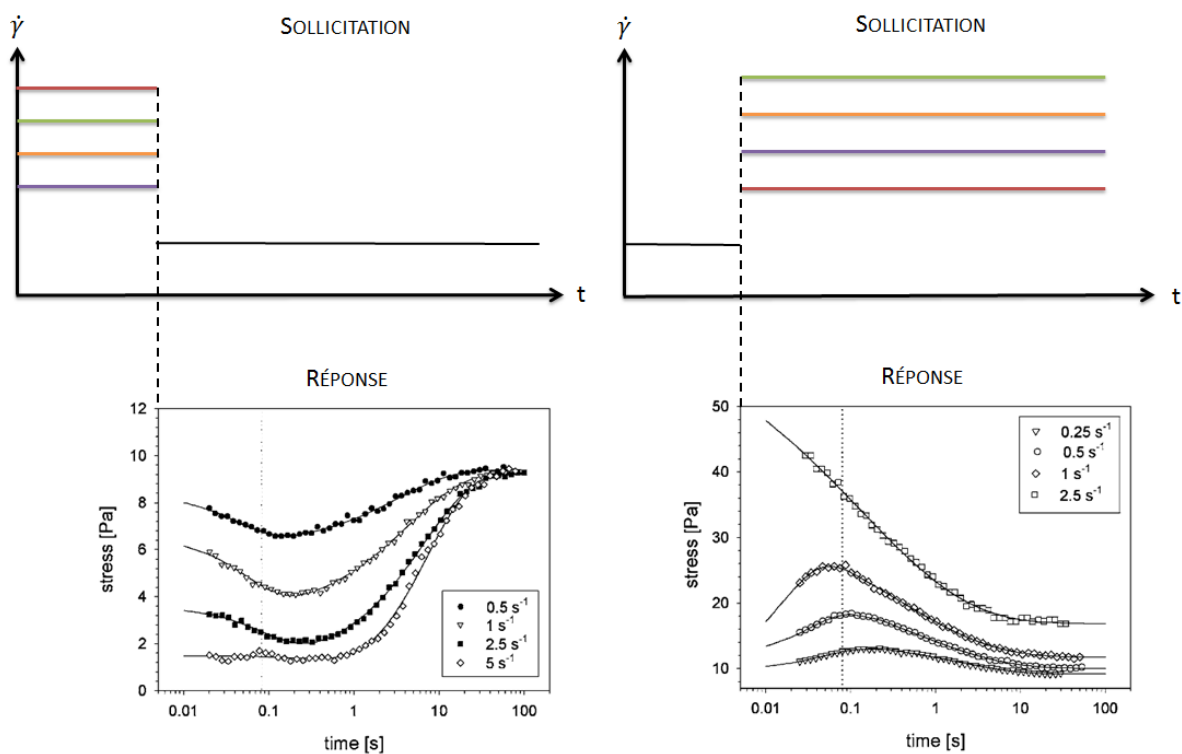 γ̇
SOLLICITATION
t
RÉPONSE
12
10
8
6
4
2
0
stress [Pa]
0.5 s⁻¹
1 s⁻¹
2.5 s⁻¹
5 s⁻¹
0.01
0.1
1
10
100
time [s]
γ̇
SOLLICITATION
t
RÉPONSE
50
40
30
20
10
stress [Pa]
0.25 s⁻¹
0.5 s⁻¹
1 s⁻¹
2.5 s⁻¹
0.01
0.1
1
10
100
time [s]